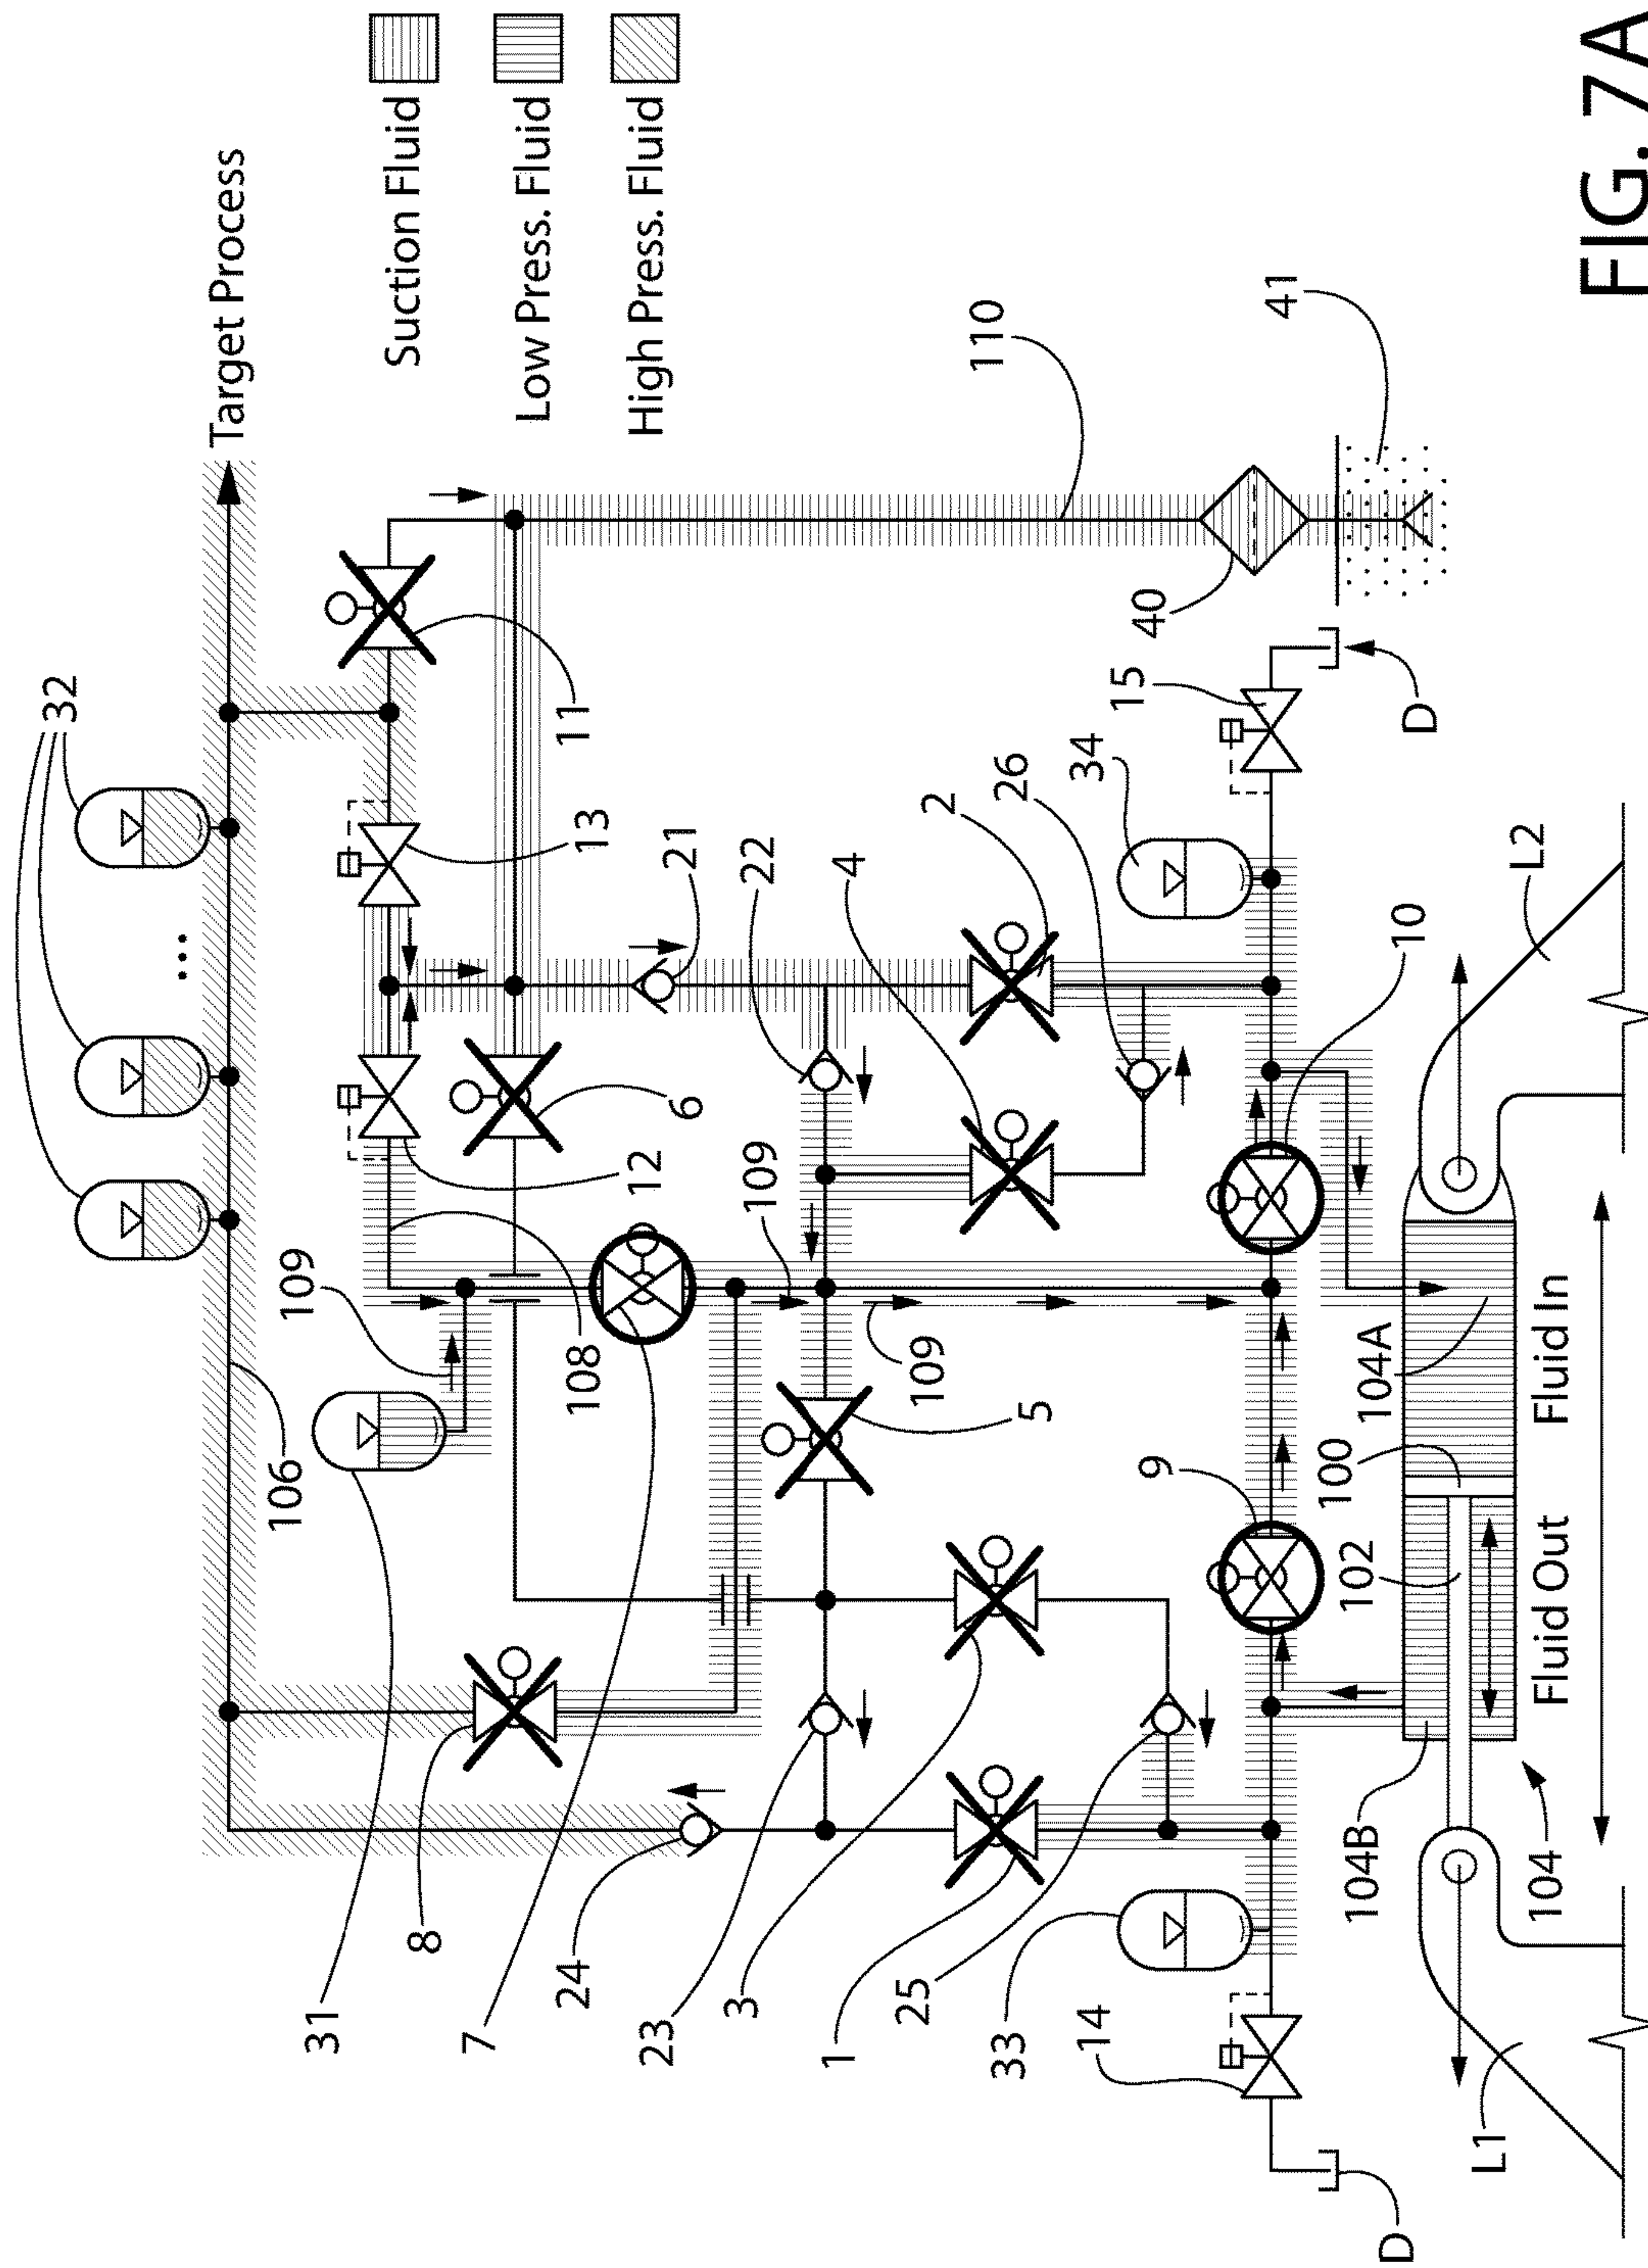 32
...
Target Process
106
109
31
Suction Fluid
8
7
Low Press. Fluid
24
108
11
13
12
High Press. Fluid
23
6
21
3
109
22
1
4
25
109
2
110
33
26
5
34
14
15
9
40
41
100
102
104B
104A
D
10
D
L1
L2
104
Fluid Out
Fluid In
FIG. 7A